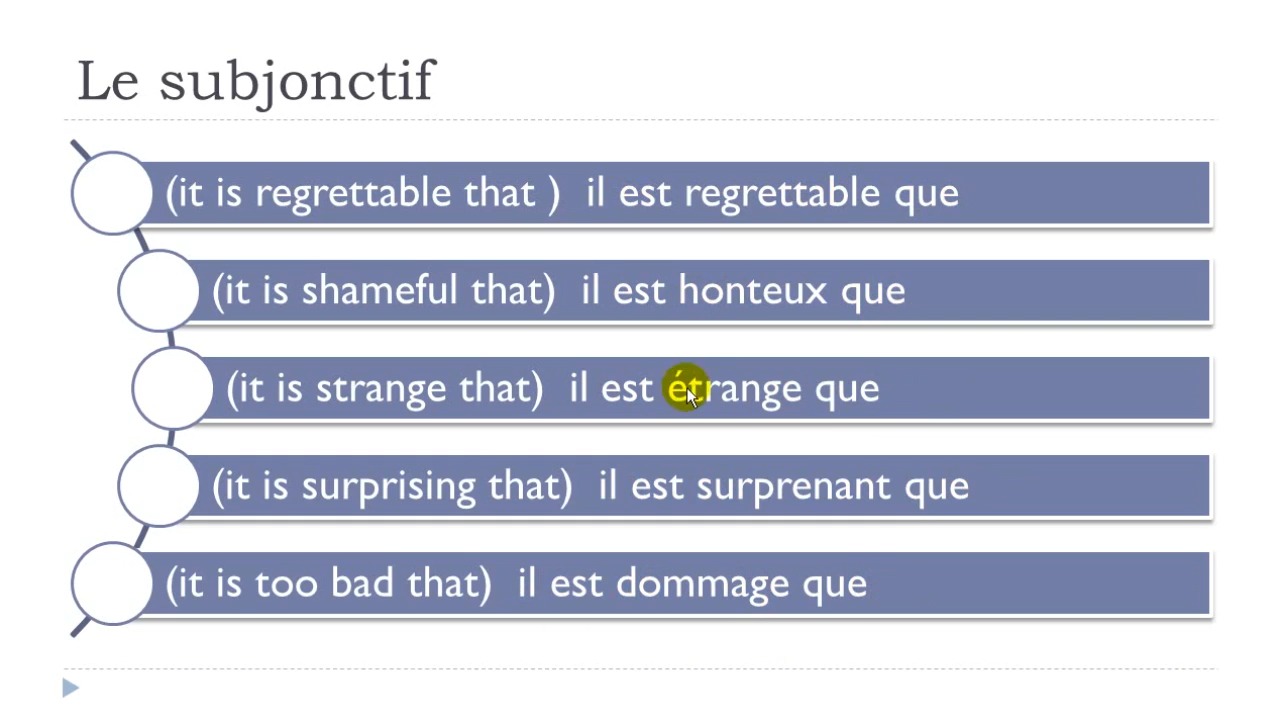 Le subjonctif
(it is regrettable that ) il est regrettable que
(it is shameful that) il est honteux que
(it is strange that) il est étrange que
(it is surprising that) il est surprenant que
(it is too bad that) il est dommage que